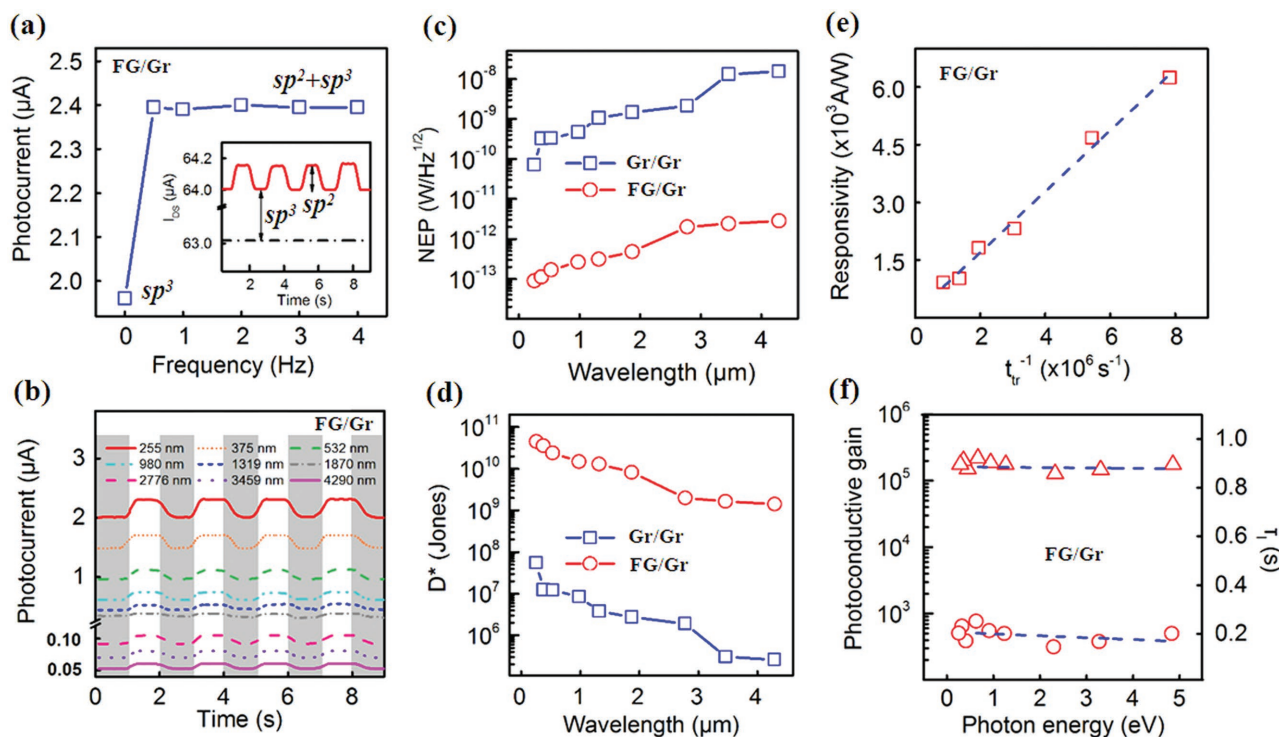 (a)
FG/Gr
sp²+sp³
sp³
Photocurrent (µA)
2.5
2.4
2.3
2.2
2.1
2.0
0 1 2 3 4
Frequency (Hz)
64.2
64.0
63.0
I_DS (µA)
sp³
sp²
2 4 6 8
Time (s)
(b)
FG/Gr
255 nm 375 nm 532 nm
980 nm 1319 nm 1870 nm
2776 nm 3459 nm 4290 nm
Photocurrent (µA)
3
2
1
0.10
0.05
0 2 4 6 8
Time (s)
(c)
NEP (W/Hz^1/2)
10⁻⁸
10⁻⁹
10⁻¹⁰
10⁻¹¹
10⁻¹²
10⁻¹³
Gr/Gr
FG/Gr
0 1 2 3 4
Wavelength (µm)
(d)
D* (Jones)
10¹¹
10¹⁰
10⁹
10⁸
10⁷
10⁶
Gr/Gr
FG/Gr
0 1 2 3 4
Wavelength (µm)
(e)
FG/Gr
Responsivity (x10³A/W)
6.0
4.5
3.0
1.5
0 2 4 6 8
t_tr⁻¹ (x10⁶ s⁻¹)
(f)
Photoconductive gain
10⁶
10⁵
10⁴
10³
FG/Gr
1.0
0.8
0.6
0.4
0.2
τ_l (s)
0 1 2 3 4 5
Photon energy (eV)